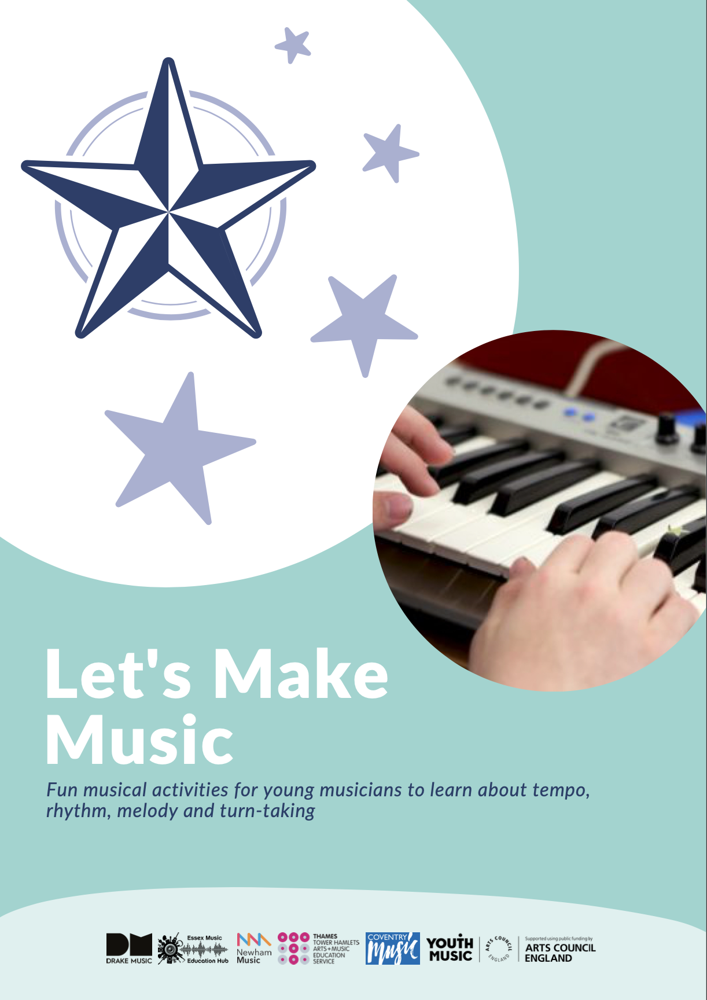 Let's Make
Music
Fun musical activities for young musicians to learn about tempo,
rhythm, melody and turn-taking
DRAKE MUSIC
Essex Music
Education Hub
Newham
Music
THAMES
TOWER HAMLETS
ARTS+MUSIC
EDUCATION
SERVICE
COVENTRY
Music
YOUTH
MUSIC
ARTS COUNCIL
ENGLAND
Supported using public funding by
ARTS COUNCIL
ENGLAND